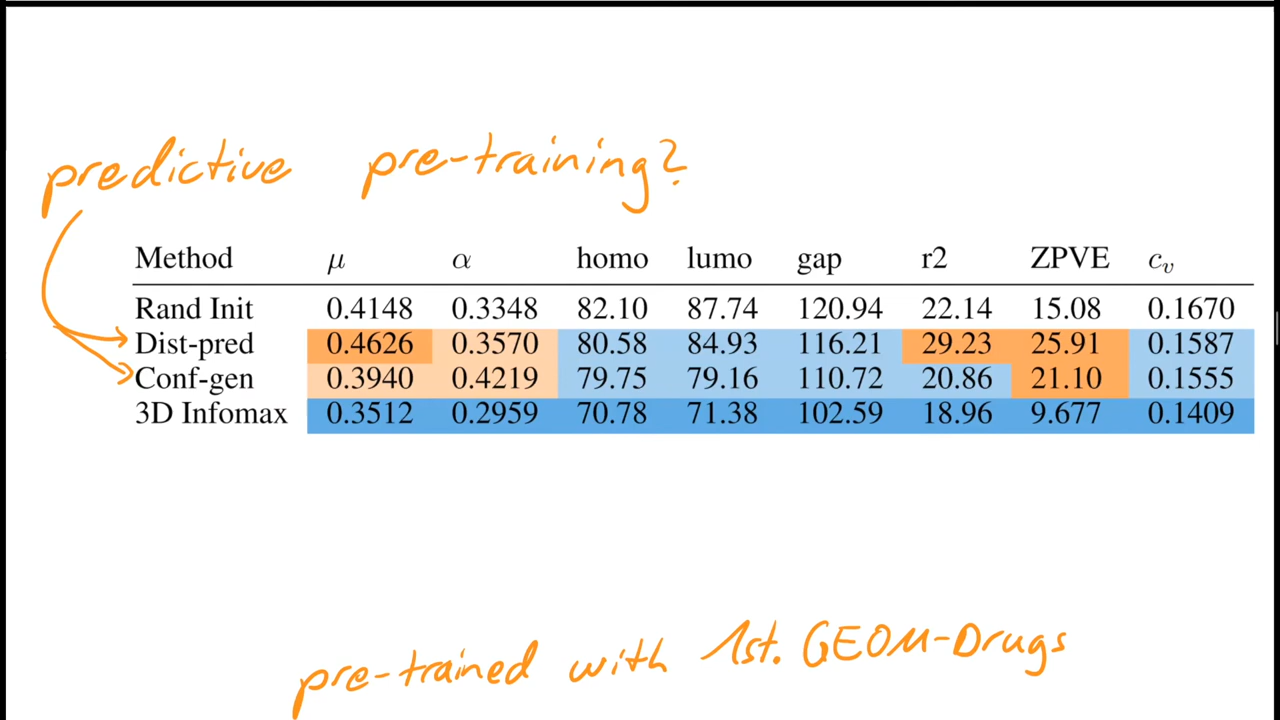 predictive pre-training?
Method μ α homo lumo gap r2 ZPVE cv
Rand Init 0.4148 0.3348 82.10 87.74 120.94 22.14 15.08 0.1670
Dist-pred 0.4626 0.3570 80.58 84.93 116.21 29.23 25.91 0.1587
Conf-gen 0.3940 0.4219 79.75 79.16 110.72 20.86 21.10 0.1555
3D Infomax 0.3512 0.2959 70.78 71.38 102.59 18.96 9.677 0.1409
pre-trained with 1st. GEOM-Drugs